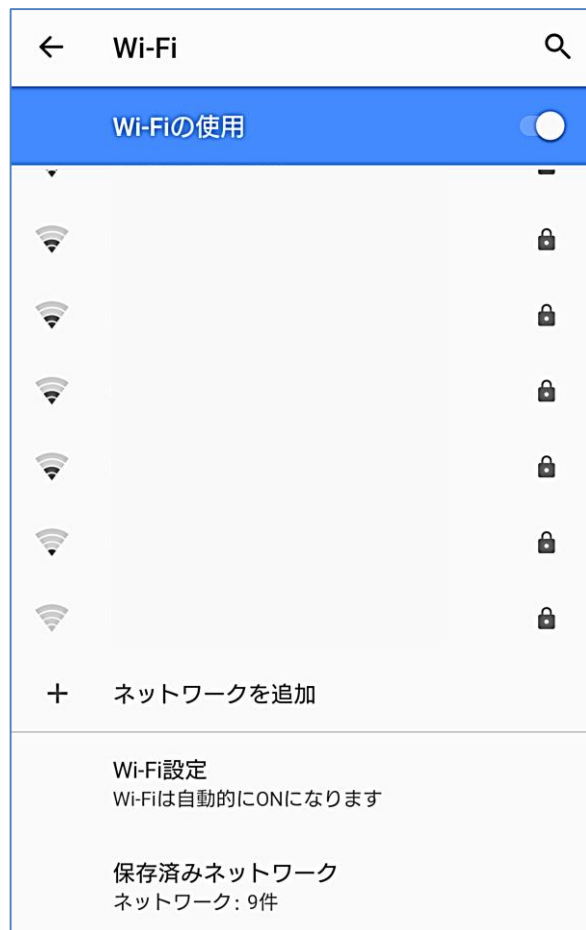 Wi-Fi
Wi-Fiの使用
ネットワークを追加
Wi-Fi設定
Wi-Fiは自動的にONになります
保存済みネットワーク
ネットワーク: 9件